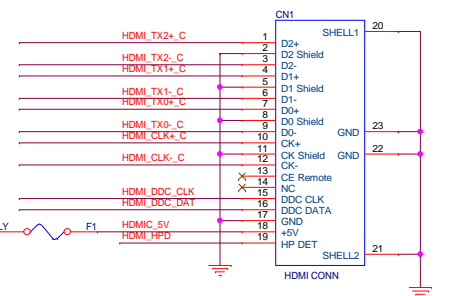 CN1
HDMI_TX2+_C 1 D2+ SHELL1 20
2 D2 Shield
HDMI_TX2-_C 3 D2-
HDMI_TX1+_C 4 D1+
5 D1 Shield
HDMI_TX1-_C 6 D1-
HDMI_TX0+_C 7 D0+
8 D0 Shield
HDMI_TX0-_C 9 D0- GND 23
HDMI_CLK+_C 10 CK+
11 CK Shield GND 22
HDMI_CLK-_C 12 CK-
13 CE Remote
14 NC
HDMI_DDC_CLK 15 DDC CLK
HDMI_DDC_DAT 16 DDC DATA
17 GND
LY F1 HDMIC_5V 18 +5V
HDMI_HPD 19 HP DET
SHELL2 21
HDMI CONN